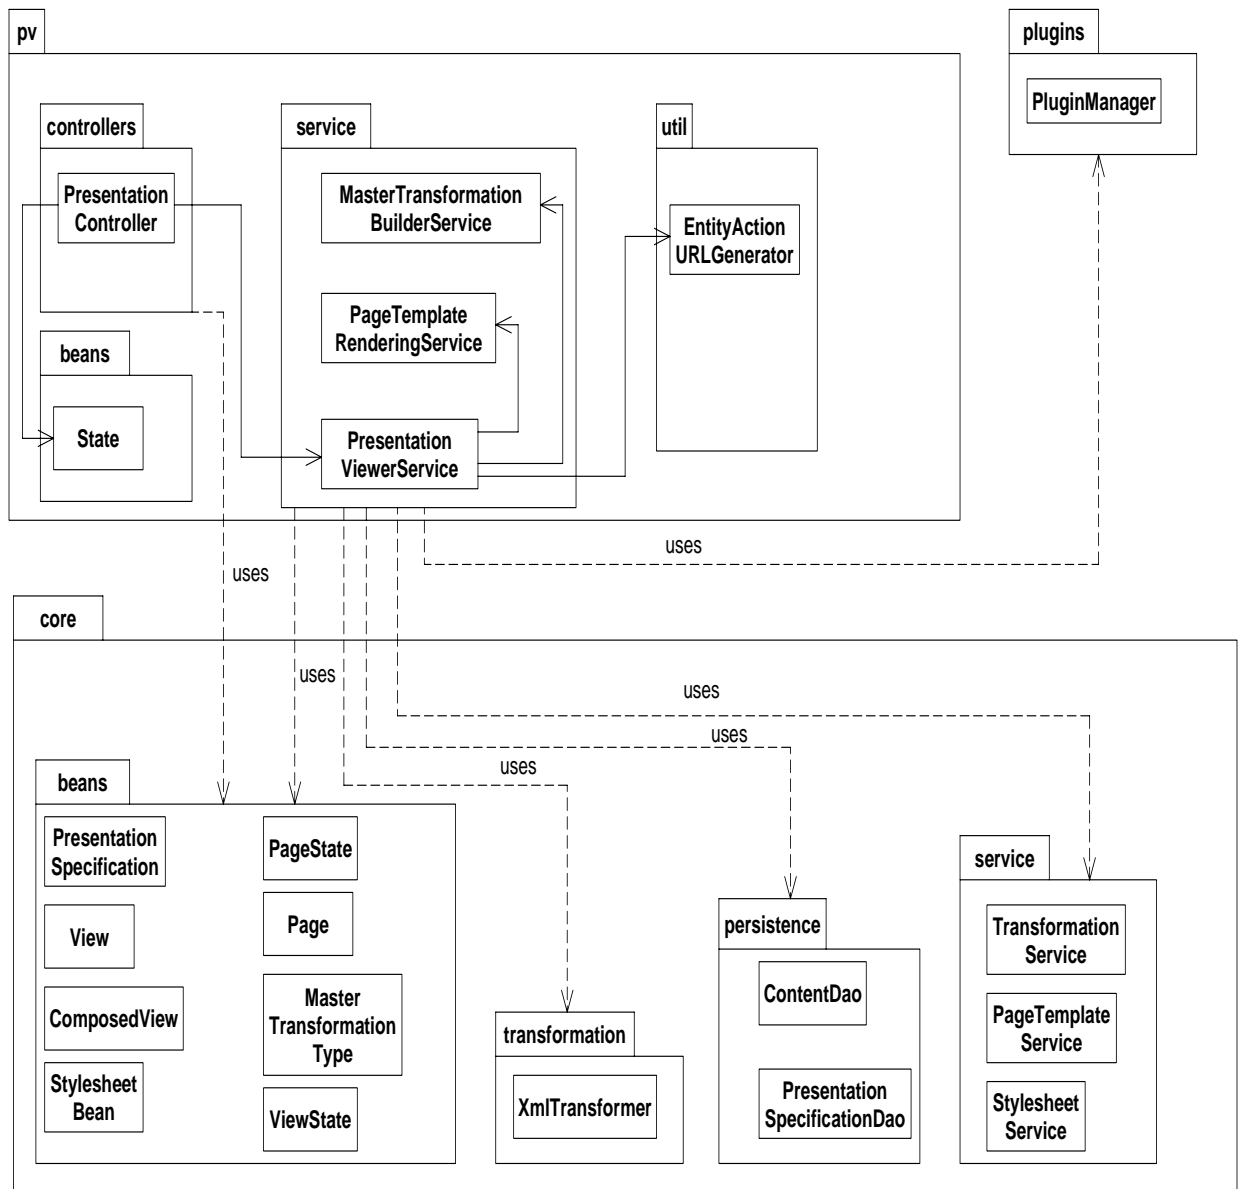 pv
plugins
PluginManager
controllers
service
util
Presentation
Controller
MasterTransformation
BuilderService
EntityAction
URLGenerator
PageTemplate
RenderingService
beans
State
Presentation
ViewerService
uses
uses
core
uses
uses
uses
uses
beans
Presentation
Specification
PageState
View
Page
ComposedView
Master
Transformation
Type
Stylesheet
Bean
ViewState
transformation
XmlTransformer
persistence
ContentDao
Presentation
SpecificationDao
service
Transformation
Service
PageTemplate
Service
Stylesheet
Service